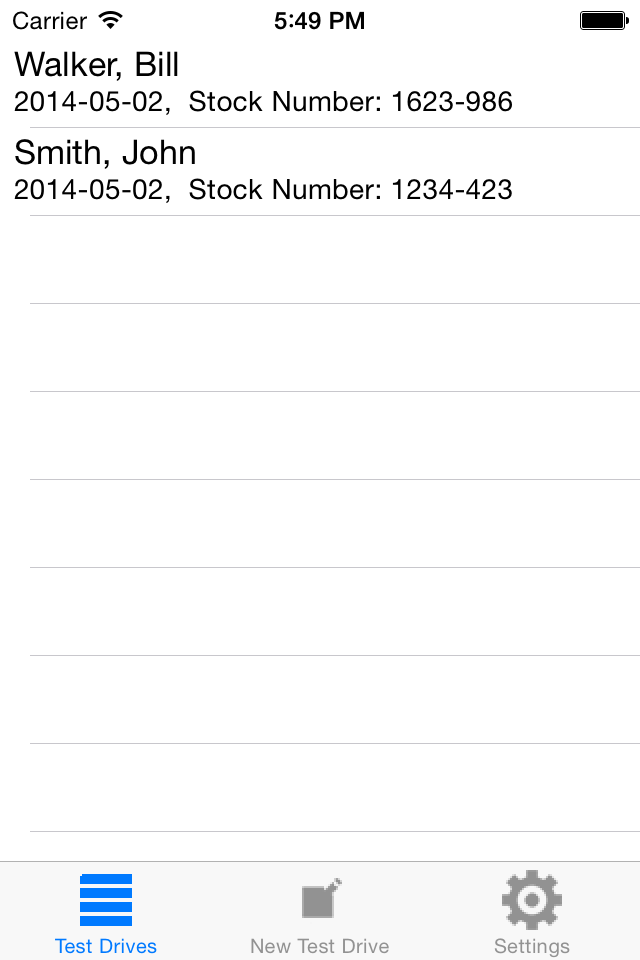 Carrier 5:49 PM
Walker, Bill
2014-05-02,  Stock Number: 1623-986
Smith, John
2014-05-02,  Stock Number: 1234-423
Test Drives New Test Drive Settings